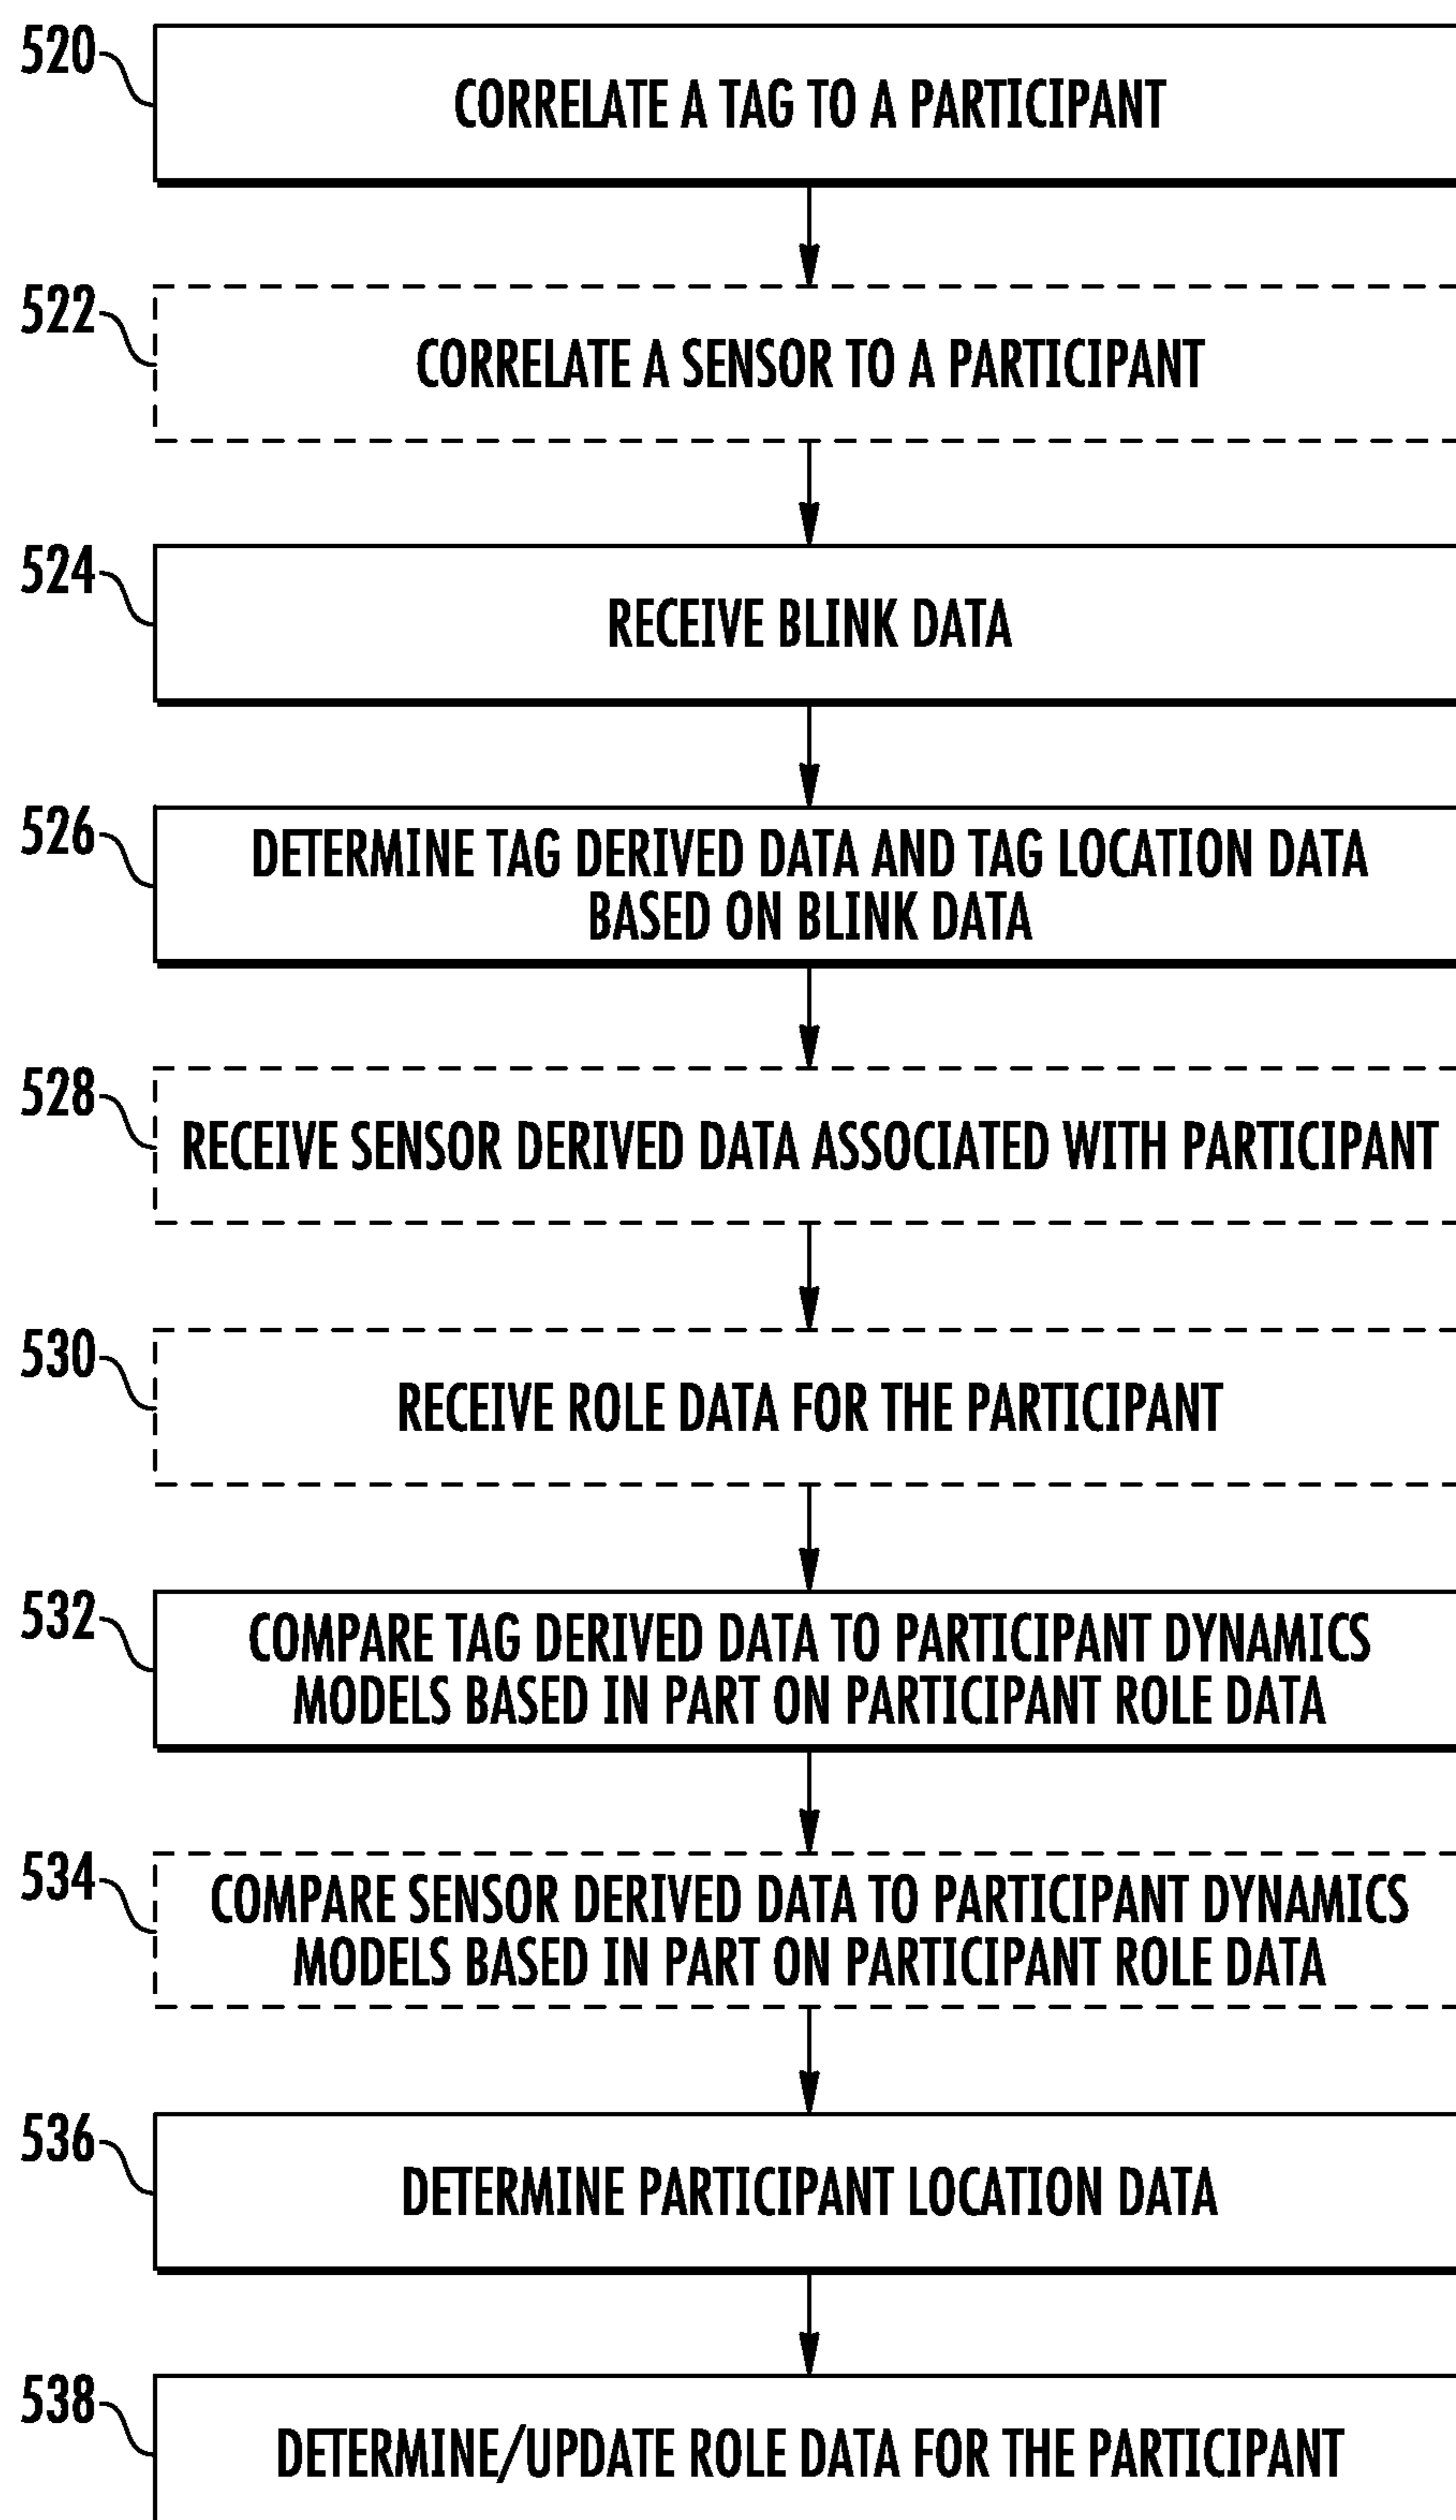 520
CORRELATE A TAG TO A PARTICIPANT
522
CORRELATE A SENSOR TO A PARTICIPANT
524
RECEIVE BLINK DATA
526
DETERMINE TAG DERIVED DATA AND TAG LOCATION DATA
BASED ON BLINK DATA
528
RECEIVE SENSOR DERIVED DATA ASSOCIATED WITH PARTICIPANT
530
RECEIVE ROLE DATA FOR THE PARTICIPANT
532
COMPARE TAG DERIVED DATA TO PARTICIPANT DYNAMICS
MODELS BASED IN PART ON PARTICIPANT ROLE DATA
534
COMPARE SENSOR DERIVED DATA TO PARTICIPANT DYNAMICS
MODELS BASED IN PART ON PARTICIPANT ROLE DATA
536
DETERMINE PARTICIPANT LOCATION DATA
538
DETERMINE/UPDATE ROLE DATA FOR THE PARTICIPANT